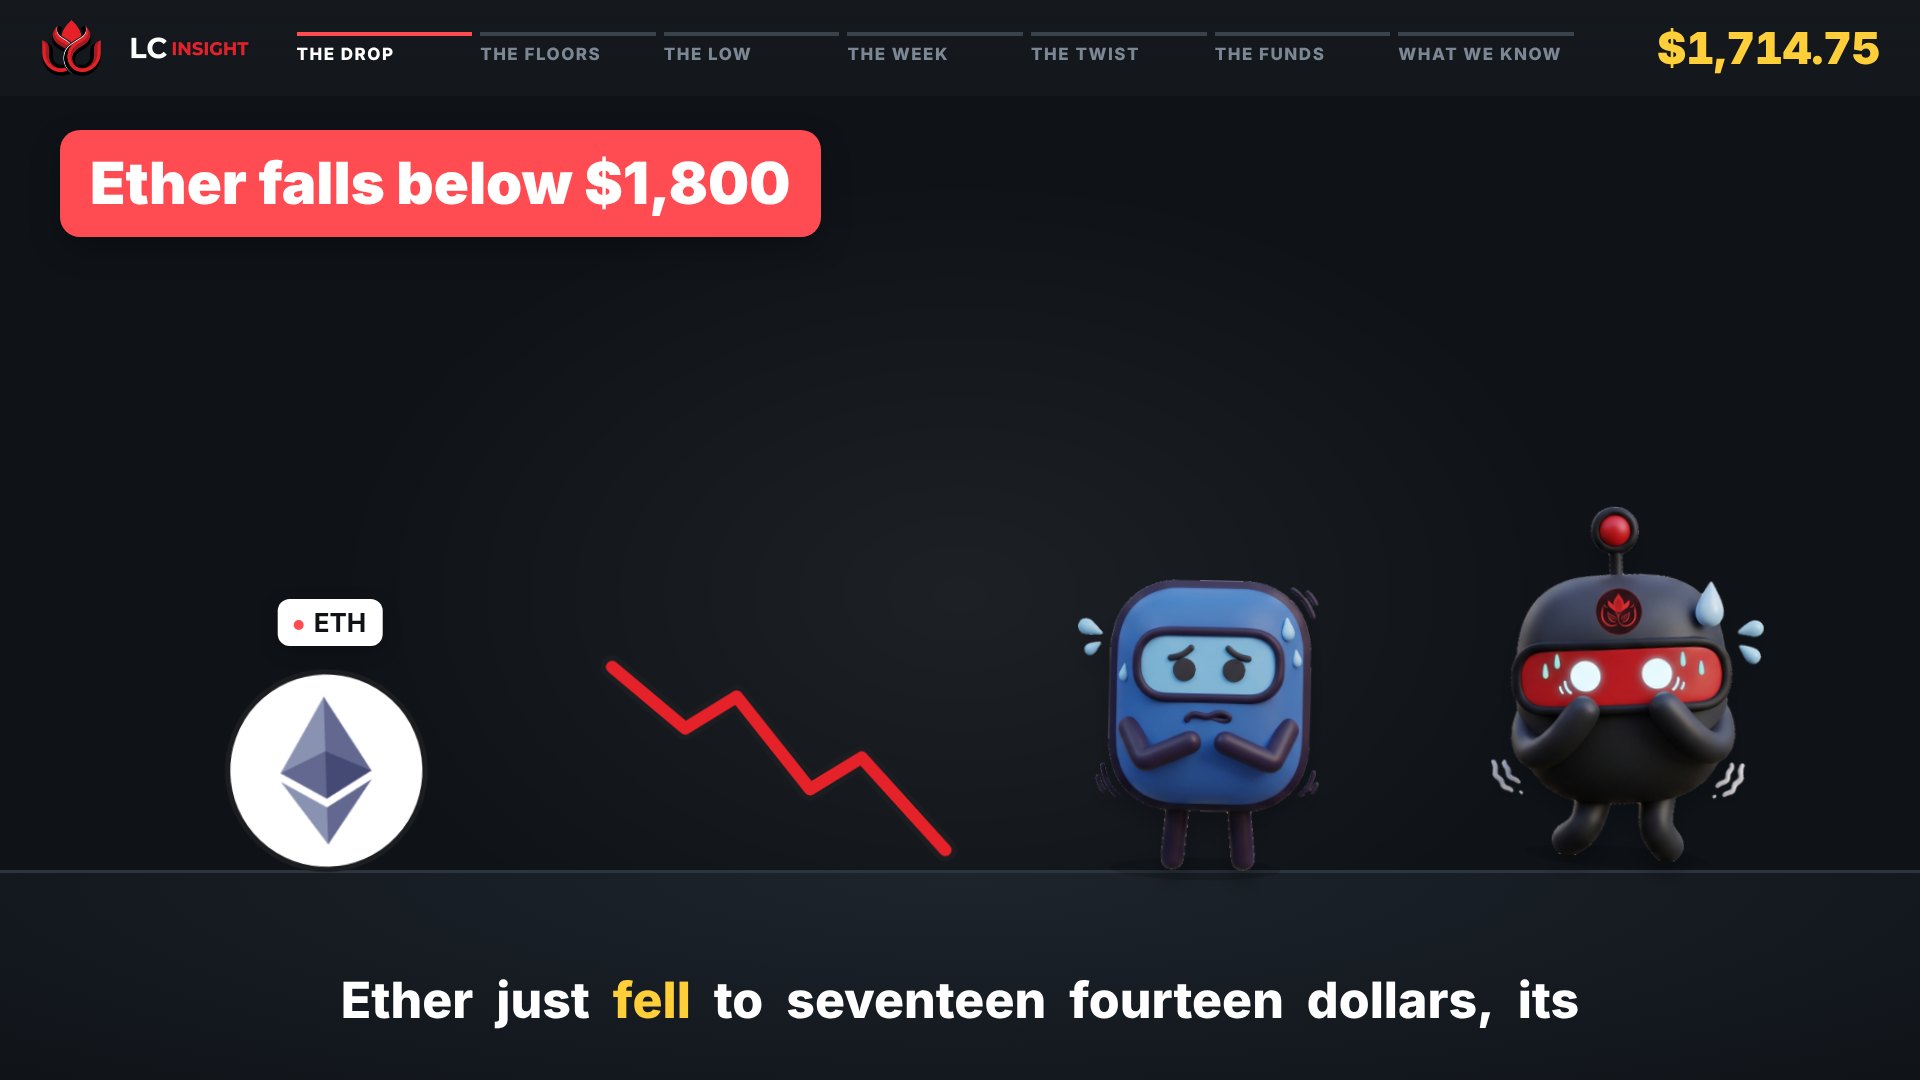 LC INSIGHT
THE DROP
THE FLOORS
THE LOW
THE WEEK
THE TWIST
THE FUNDS
WHAT WE KNOW
$1,714.75
Ether falls below $1,800
ETH
Ether just fell to seventeen fourteen dollars, its